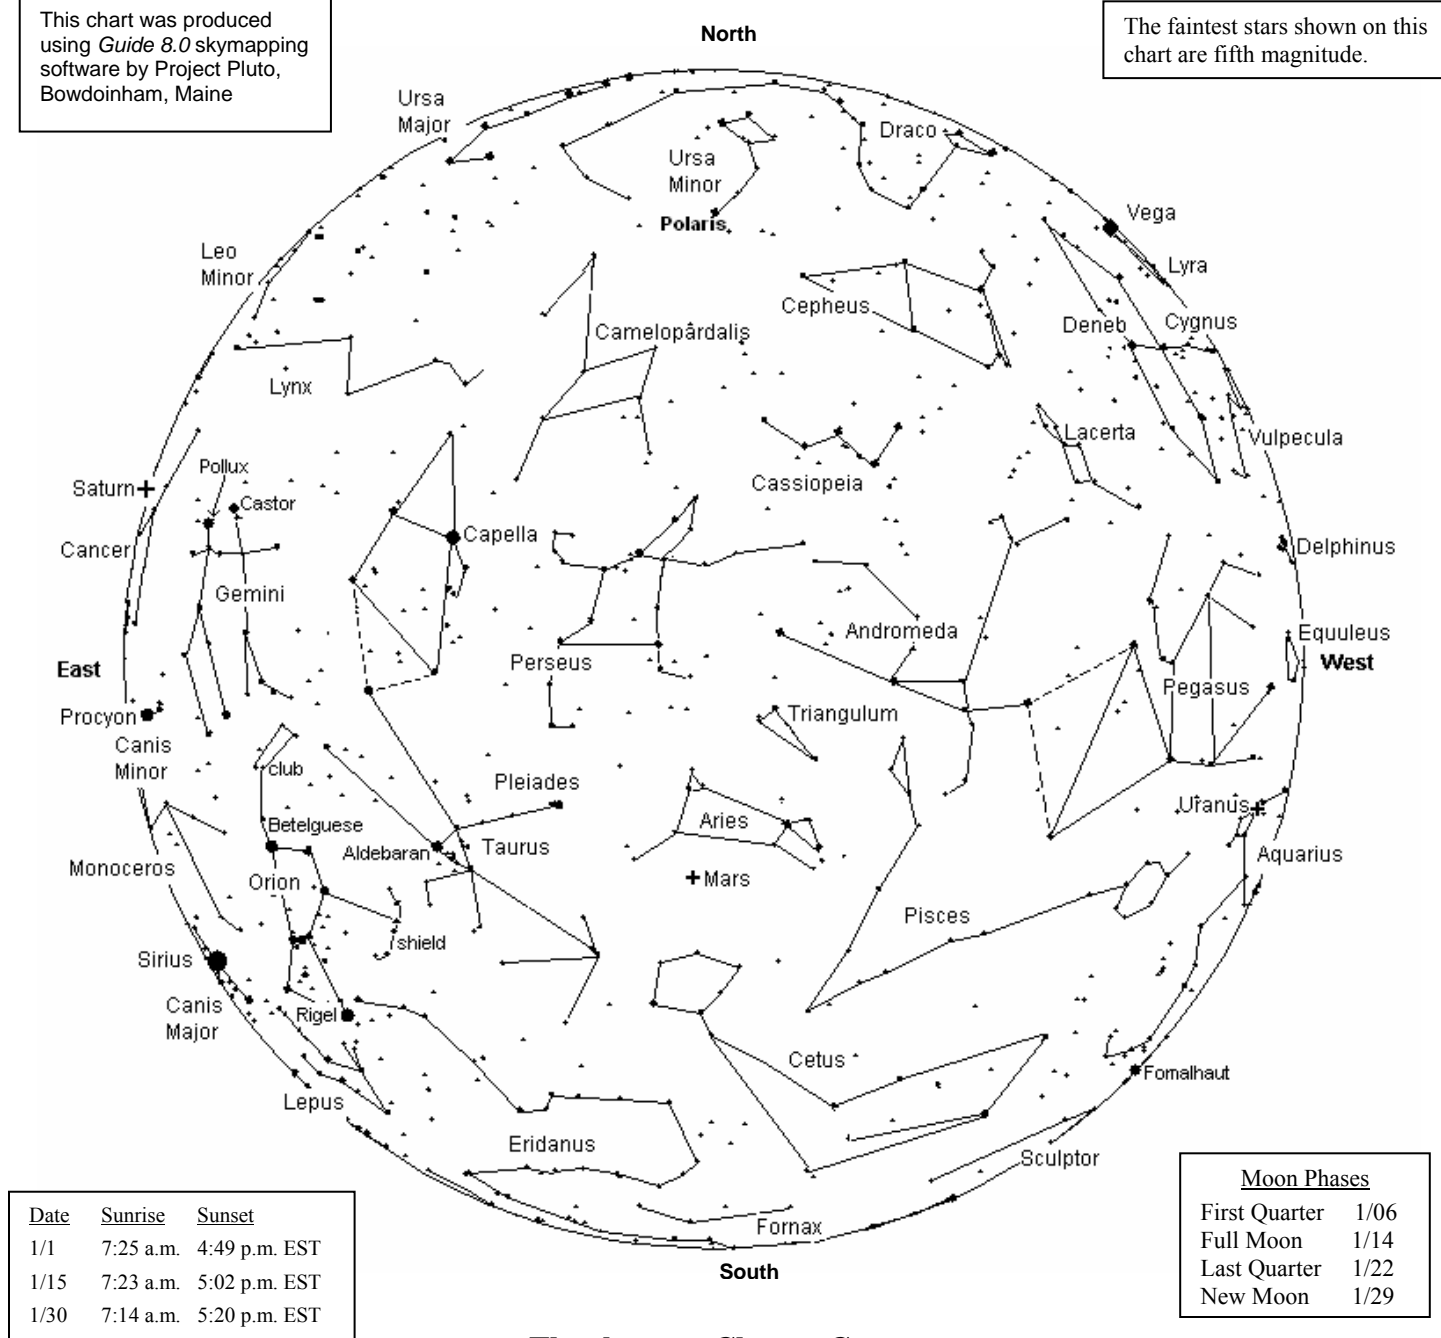 This chart was produced
using Guide 8.0 skymapping
software by Project Pluto,
Bowdoinham, Maine
North
The faintest stars shown on this
chart are fifth magnitude.
Ursa
Major
Draco
Ursa
Minor
Polaris
Vega
Leo
Minor
Lyra
Cepheus
Deneb
Cygnus
Camelopårdalis
Lynx
Lacerta
Vulpecula
Pollux
Saturn
Castor
Cassiopeia
Capella
Cancer
Delphinus
Gemini
Andromeda
Equuleus
East
Perseus
West
Pegasus
Procyon
Triangulum
Canis
Minor
club
Pleiades
Uranus
Aries
Betelguese
Aldebaran
Taurus
Aquarius
Monoceros
Orion
Mars
Pisces
shield
Sirius
Canis
Major
Rigel
Cetus
Fomalhaut
Lepus
Eridanus
Sculptor
Fornax
South
Date Sunrise Sunset
1/1 7:25 a.m. 4:49 p.m. EST
1/15 7:23 a.m. 5:02 p.m. EST
1/30 7:14 a.m. 5:20 p.m. EST
Moon Phases
First Quarter 1/06
Full Moon 1/14
Last Quarter 1/22
New Moon 1/29